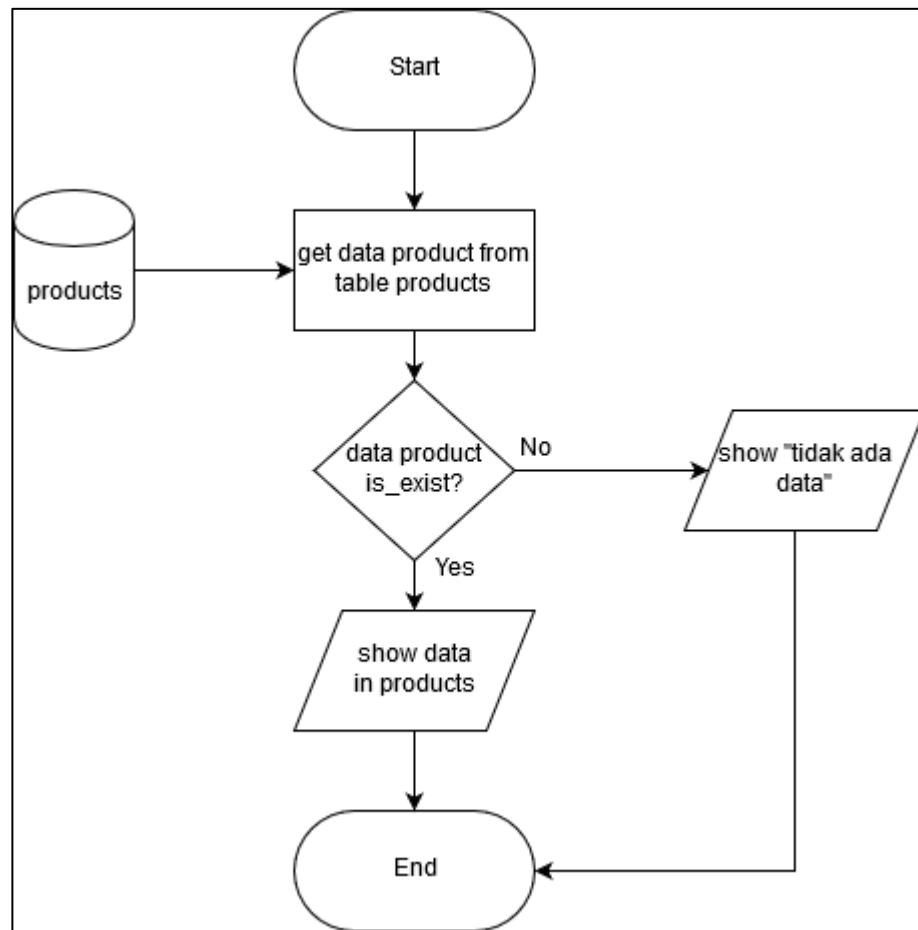 Start
get data product from
table products
products
data product
is_exist?
No
show "tidak ada
data"
Yes
show data
in products
End